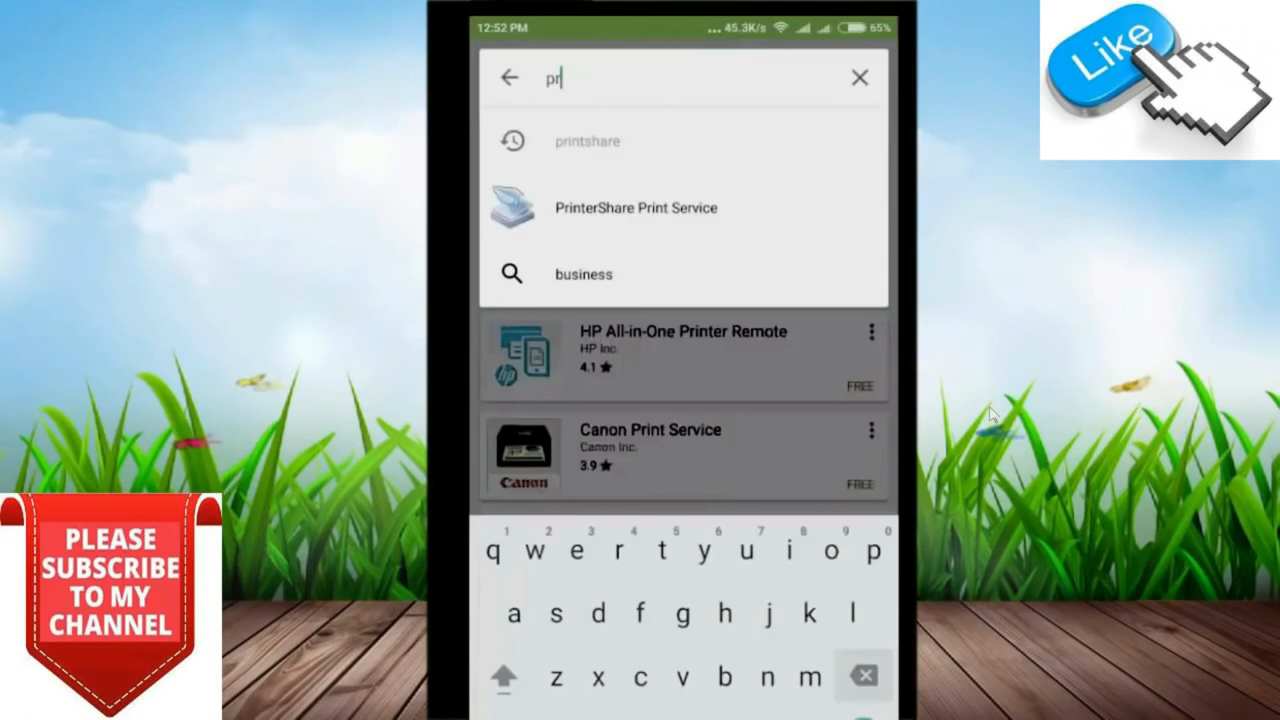 12:52 PM
... 45.3K/s
65%
pr
printshare
PrinterShare Print Service
business
HP All-in-One Printer Remote
HP Inc.
4.1 ★
FREE
hp
Canon Print Service
Canon Inc.
3.9 ★
FREE
Canon
1 2 3 4 5 6 7 8 9 0
q w e r t y u i o p
a s d f g h j k l
z x c v b n m
Like
PLEASE
SUBSCRIBE
TO MY
CHANNEL